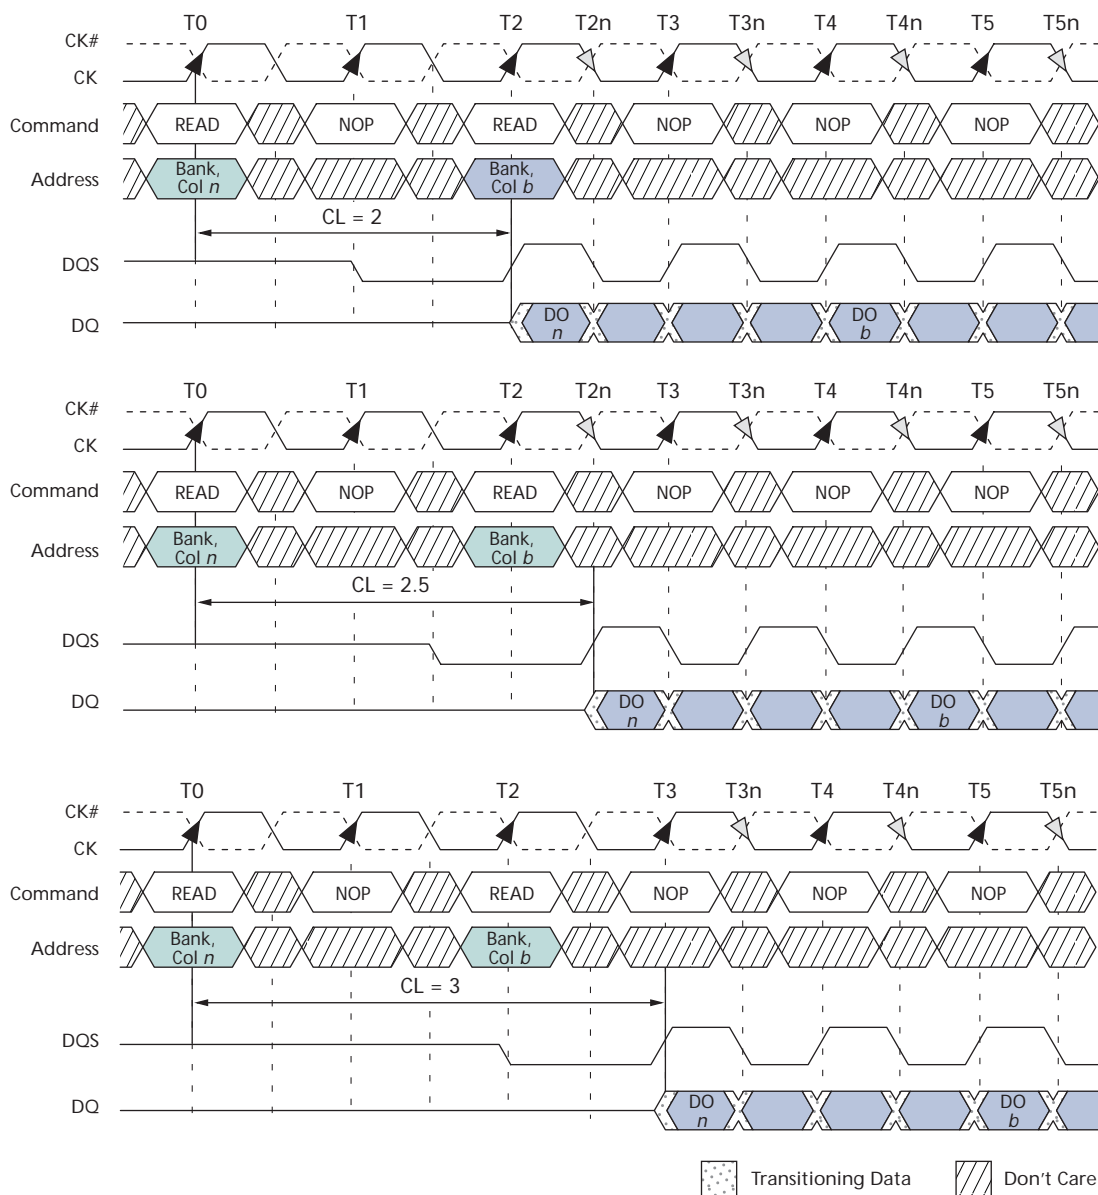 T0 T1 T2 T2n T3 T3n T4 T4n T5 T5n
CK#
CK
Command READ NOP READ NOP NOP NOP
Address Bank, Col n Bank, Col b
CL = 2
DQS
DQ DO n DO b
T0 T1 T2 T2n T3 T3n T4 T4n T5 T5n
CK#
CK
Command READ NOP READ NOP NOP NOP
Address Bank, Col n Bank, Col b
CL = 2.5
DQS
DQ DO n DO b
T0 T1 T2 T3 T3n T4 T4n T5 T5n
CK#
CK
Command READ NOP READ NOP NOP NOP
Address Bank, Col n Bank, Col b
CL = 3
DQS
DQ DO n DO b
Transitioning Data Don't Care